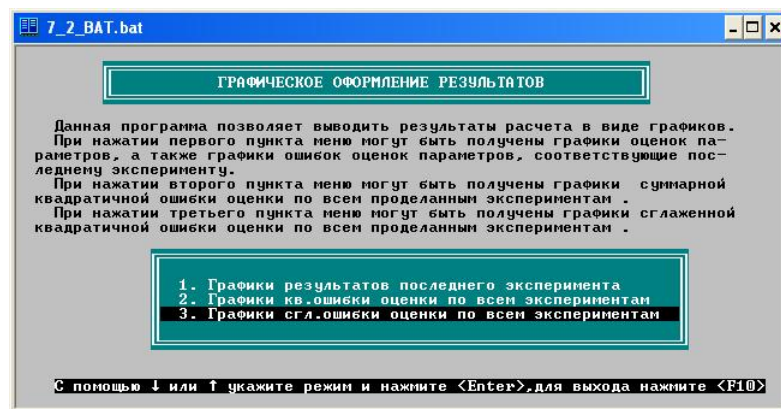 7_2_BAT.bat
ГРАФИЧЕСКОЕ ОФОРМЛЕНИЕ РЕЗУЛЬТАТОВ
Данная программа позволяет выводить результаты расчета в виде графиков.
При нажатии первого пункта меню могут быть получены графики оценок па-
раметров, а также графики ошибок оценок параметров, соответствующие пос-
леднему эксперименту.
При нажатии второго пункта меню могут быть получены графики суммарной
квадратичной ошибки оценки по всем проделанным экспериментам .
При нажатии третьего пункта меню могут быть получены графики сглаженной
квадратичной ошибки оценки по всем проделанным экспериментам .
1. Графики результатов последнего эксперимента
2. Графики кв.ошибки оценки по всем экспериментам
3. Графики сгл.ошибки оценки по всем экспериментам
С помощью ↓ или ↑ укажите режим и нажмите <Enter>,для выхода нажмите <F10>